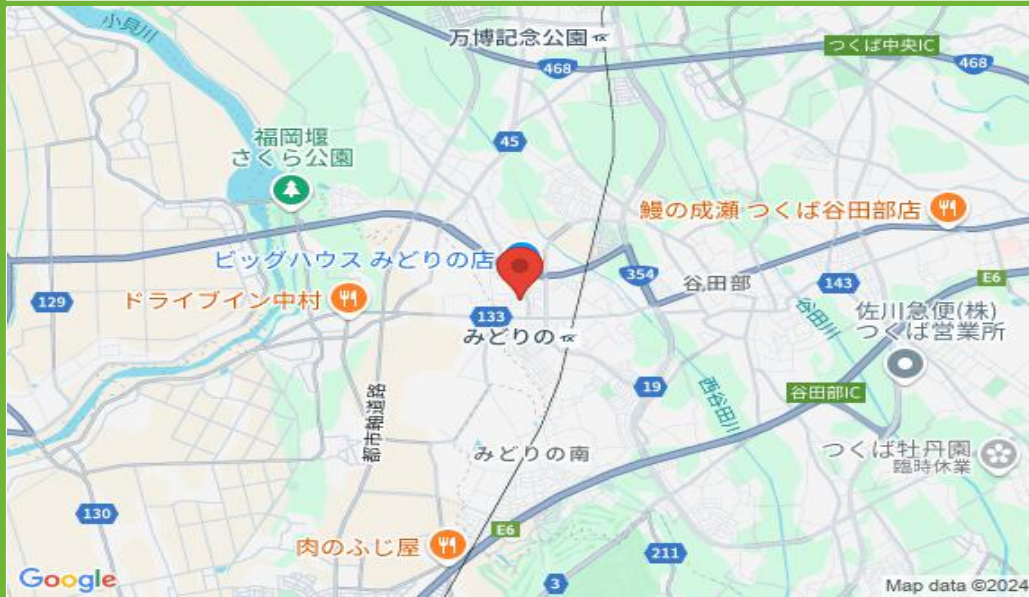 小貝川
万博記念公園
つくば中央IC
468
468
福岡堰
さくら公園
45
鰻の成瀬 つくば谷田部店
ビッグハウス みどりの店
354
谷田部
143
E6
129
ドライブイン中村
133
谷田川
佐川急便(株)
つくば営業所
みどりの
19
西谷田川
谷田部IC
都市軸道路
みどりの南
つくば牡丹園
臨時休業
130
E6
肉のふじ屋
211
3
Google
Map data ©2024